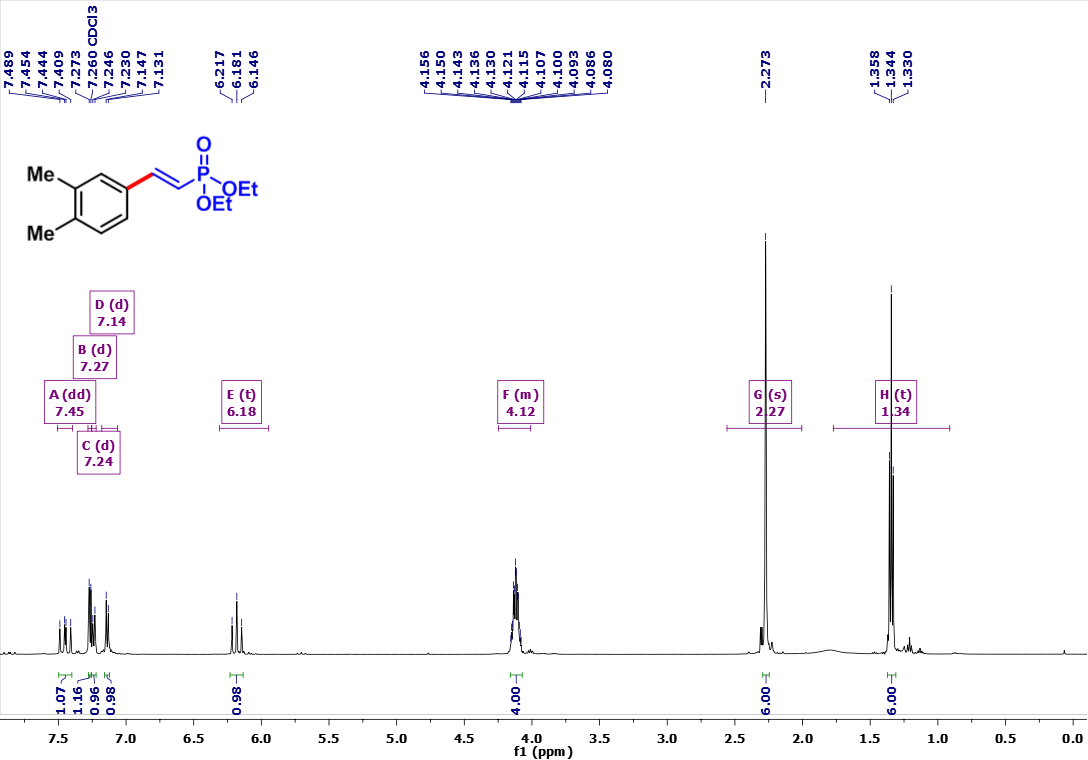 7.489
7.454
7.444
7.409
7.273
7.260 CDCl3
7.246
7.230
7.147
7.131
6.217
6.181
6.146
4.156
4.150
4.143
4.136
4.130
4.121
4.115
4.107
4.100
4.093
4.086
4.080
2.273
1.358
1.344
1.330
O
Me
P
OEt
OEt
Me
D (d)
7.14
B (d)
7.27
A (dd)
7.45
E (t)
6.18
F (m)
4.12
G (s)
2.27
H (t)
1.34
C (d)
7.24
1.07
1.16
0.96
0.98
0.98
4.00
6.00
6.00
7.5 7.0 6.5 6.0 5.5 5.0 4.5 4.0 3.5 3.0 2.5 2.0 1.5 1.0 0.5 0.0
f1 (ppm)